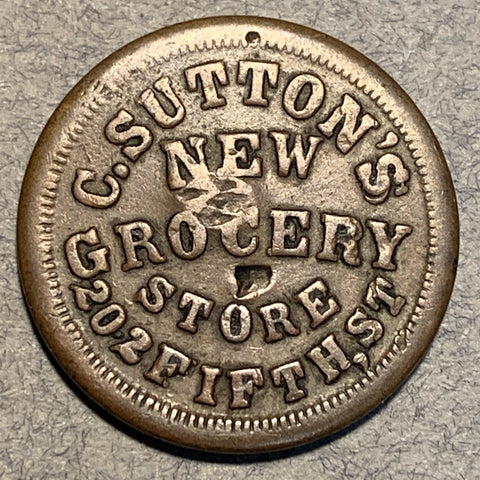 C. SUTTON'S
NEW
GROCERY
STORE
202 FIFTH, ST